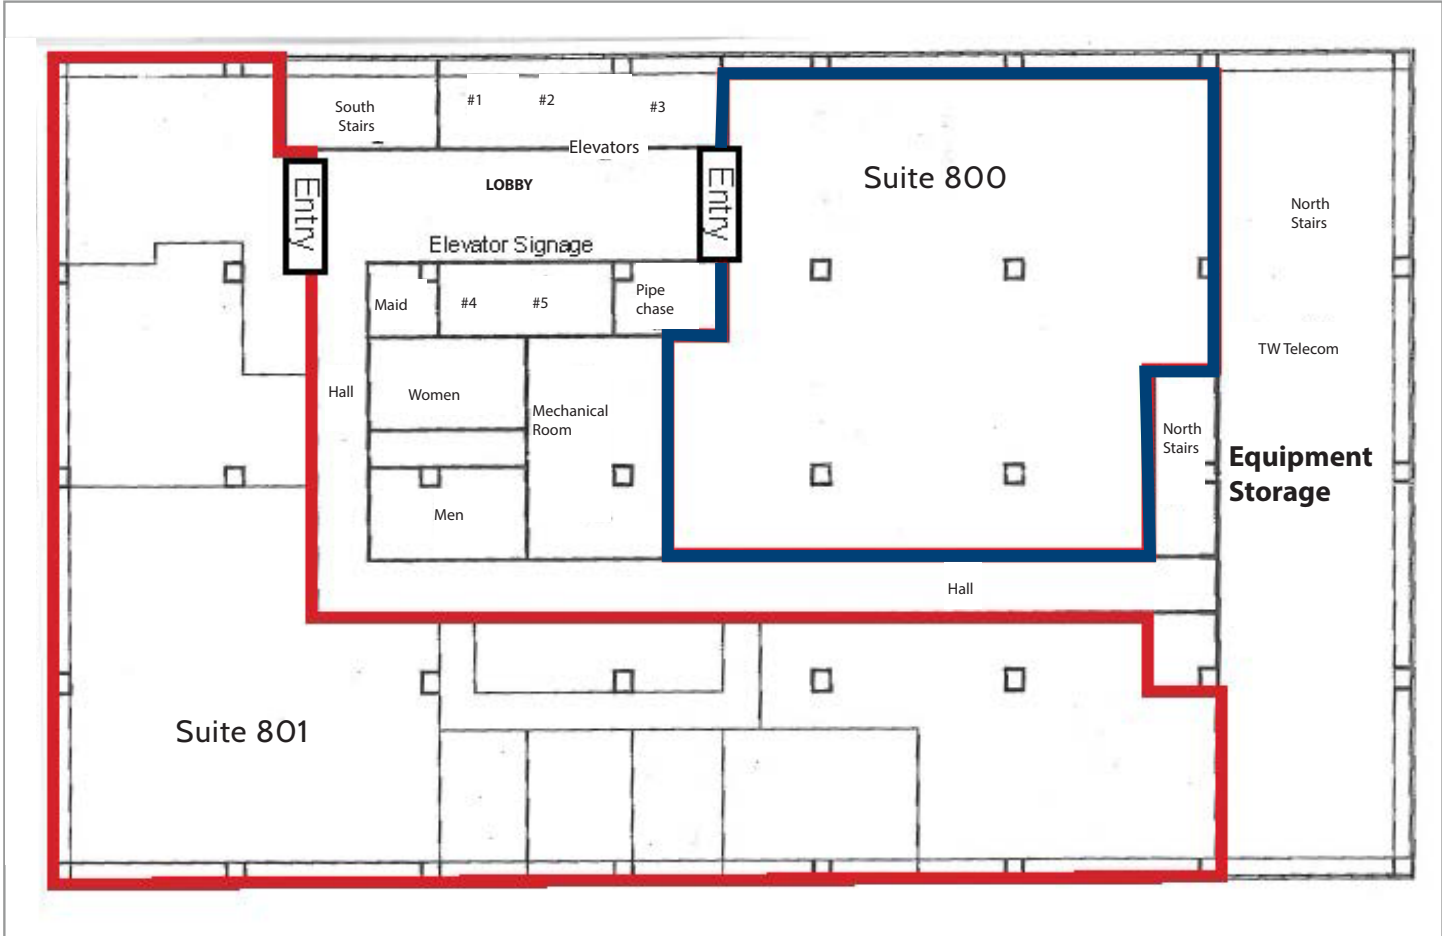 South
Stairs
#1
#2
#3
Elevators
LOBBY
Entry
Entry
Elevator Signage
Suite 800
North
Stairs
Maid
#4
#5
Pipe
chase
TW Telecom
Hall
Women
Mechanical
Room
North
Stairs
Equipment
Storage
Men
Hall
Suite 801